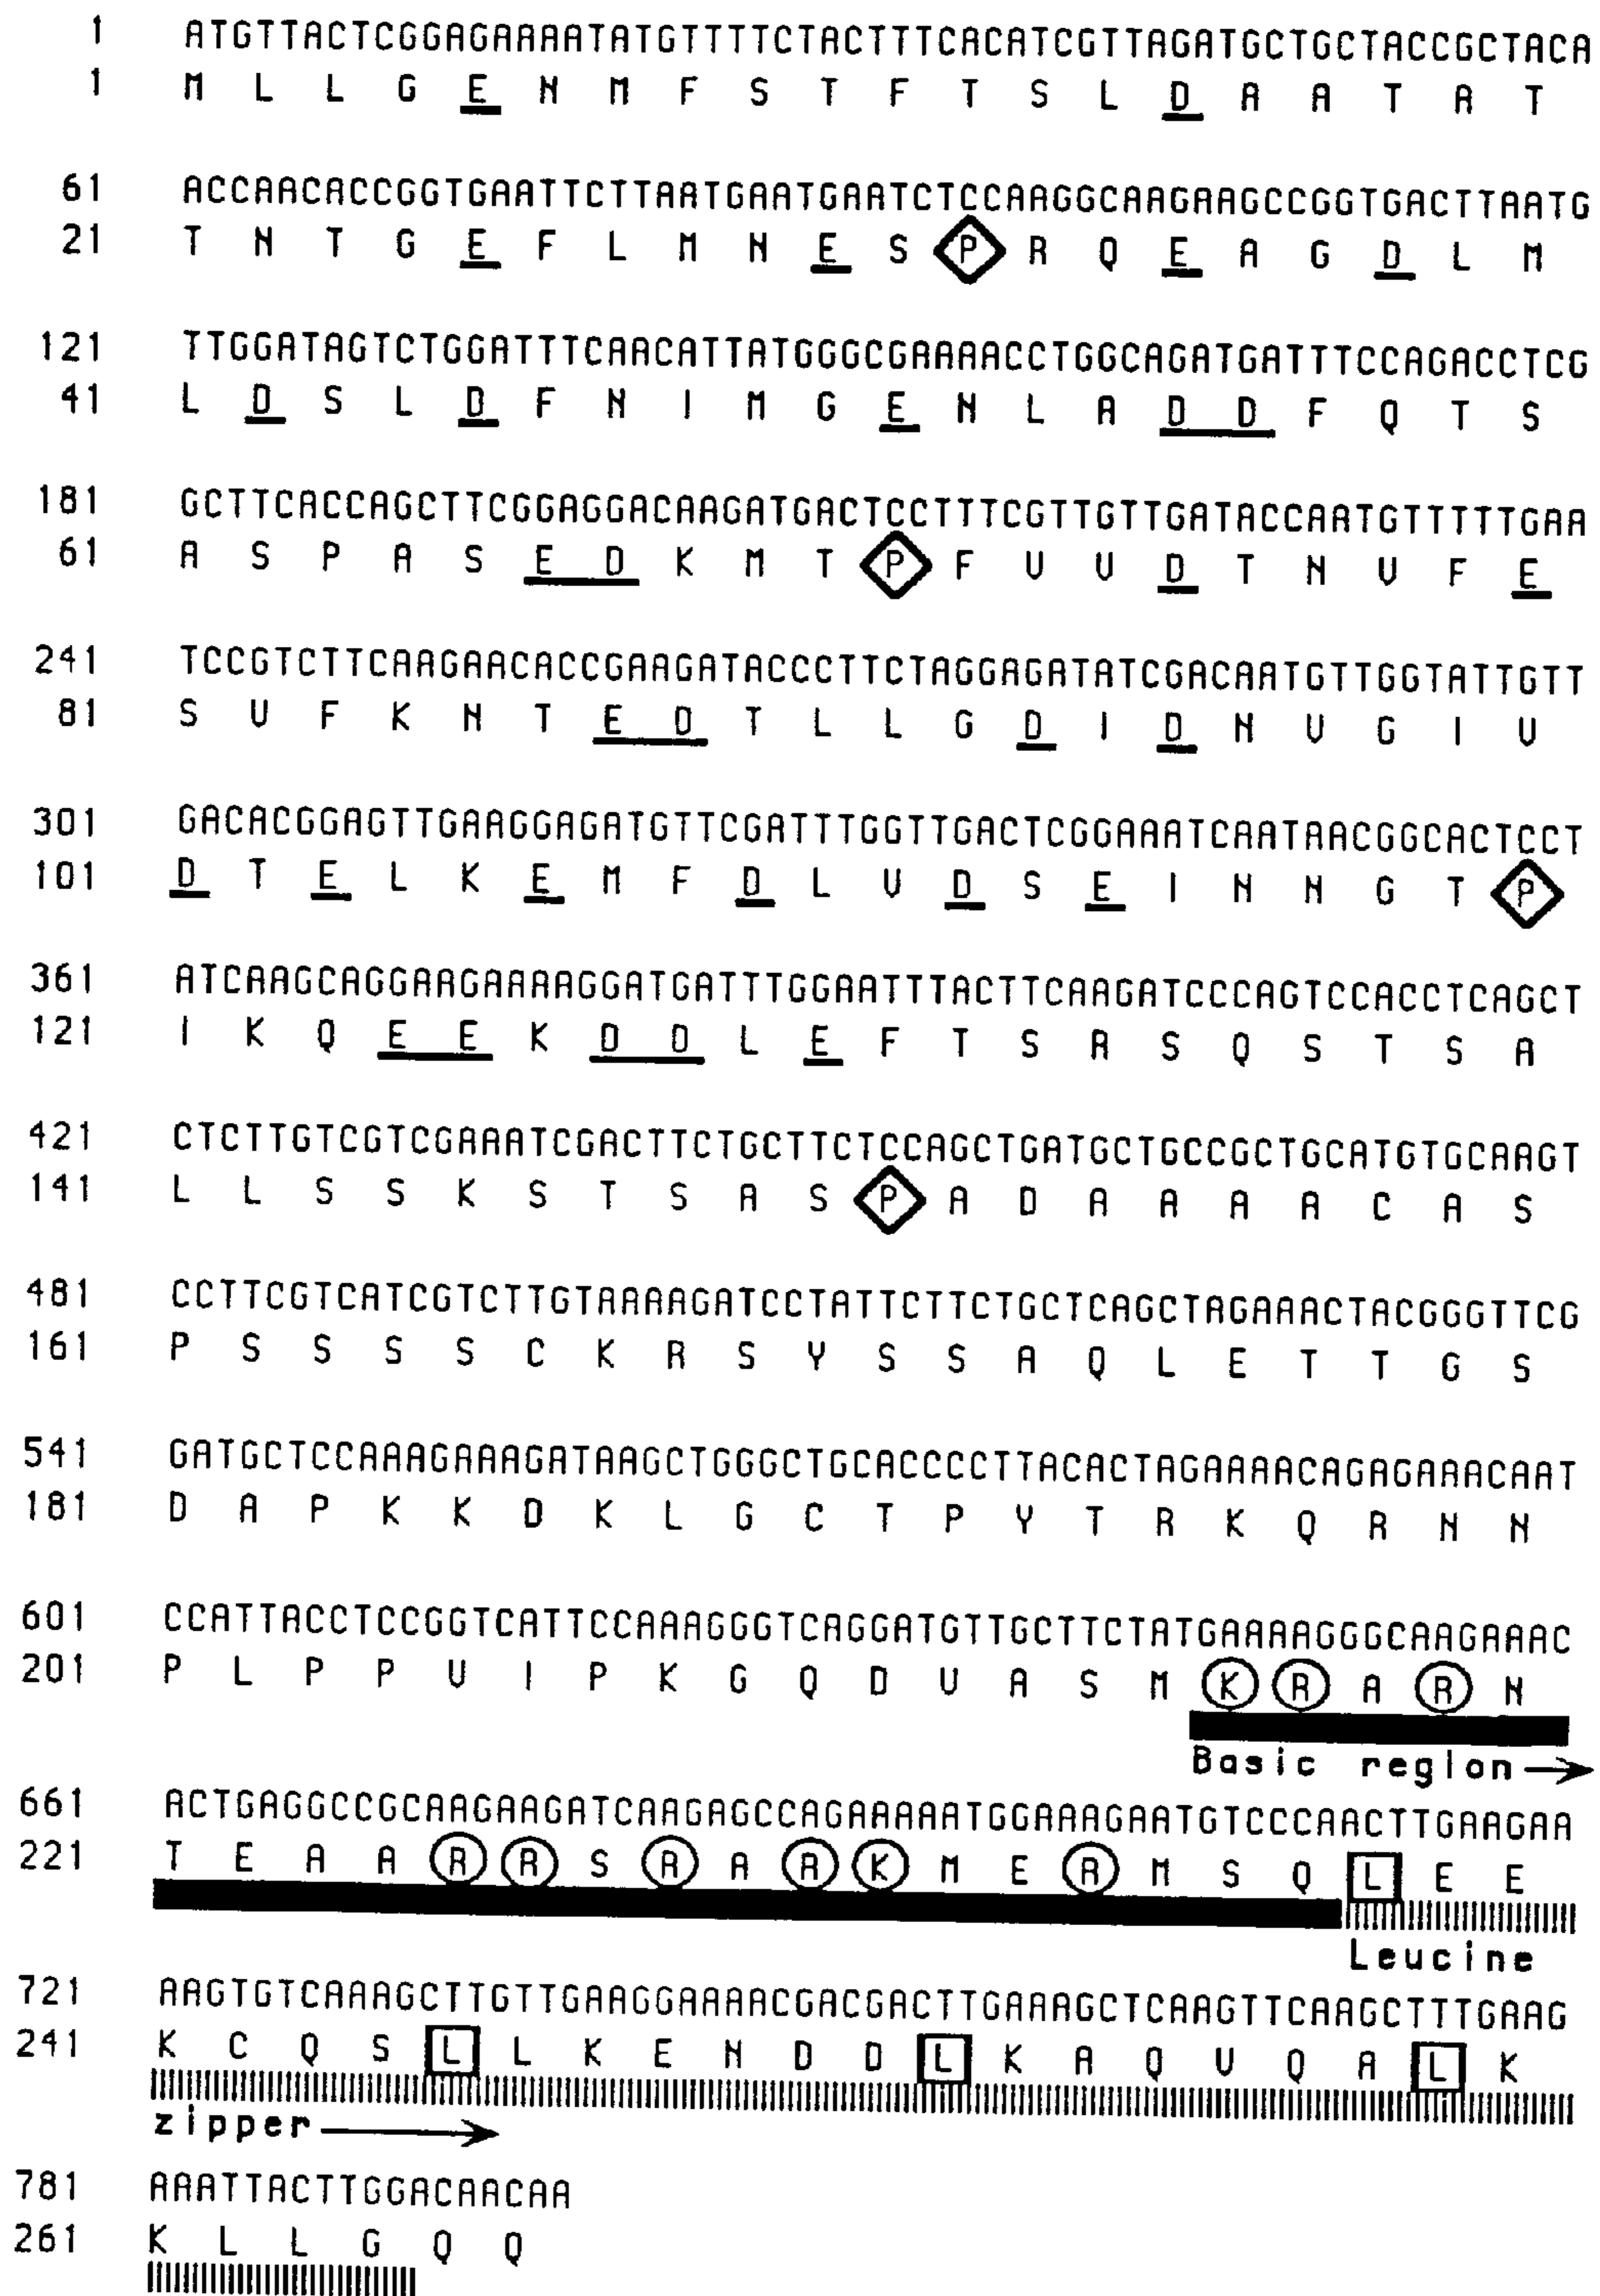 1 ATGTTACTCGGAGAAAATATGTTTTCTACTTTCACATCGTTAGATGCTGCTACCGCTACA
1 M L L G E N M F S T F T S L D A A T A T
61 ACCAACACCGGTGAATTCTTAATGAATGAATCTCCAAGGCAAGAAGCCGGTGACTTAATG
21 T N T G E F L M N E S P R Q E A G D L M
121 TTGGATAGTCTGGATTTCAACATTATGGGCGAAAACCTGGCAGATGATTTCCAGACCTCG
41 L D S L D F N I M G E N L A D D F Q T S
181 GCTTCACCAGCTTCGGAGGACAAGATGACTCCTTTCGTTGTTGATACCAATGTTTTTGAA
61 A S P A S E D K M T P F V V D T N V F E
241 TCCGTCTTCAAGAACACCGAAGATACCCTTCTAGGAGATATCGACAATGTTGGTATTGTT
81 S V F K N T E D T L L G D I D N V G I V
301 GACACGGAGTTGAAGGAGATGTTCGATTTGGTTGACTCGGAAATCAATAACGGCACTCCT
101 D T E L K E M F D L V D S E I N N G T P
361 ATCAAGCAGGAAGAAAAGGATGATTTGGAATTTACTTCAAGATCCCAGTCCACCTCAGCT
121 I K Q E E K D D L E F T S R S Q S T S A
421 CTCTTGTCGTCGAAATCGACTTCTGCTTCTCCAGCTGATGCTGCCGCTGCATGTGCAAGT
141 L L S S K S T S A S P A D A A A A C A S
481 CCTTCGTCATCGTCTTGTAAAAGATCCTATTCTTCTGCTCAGCTAGAAACTACGGGTTCG
161 P S S S S C K R S Y S S A Q L E T T G S
541 GATGCTCCAAAGAAAGATAAGCTGGGCTGCACCCCTTACACTAGAAAACAGAGAAACAAT
181 D A P K K D K L G C T P Y T R K Q R N N
601 CCATTACCTCCGGTCATTCCAAAGGGTCAGGATGTTGCTTCTATGAAAAGGGCAAGAAAC
201 P L P P V I P K G Q D V A S M K R A R N
Basic region
661 ACTGAGGCCGCAAGAAGATCAAGAGCCAGAAAAATGGAAAGAATGTCCCAACTTGAAGAA
221 T E A A R R S R A R K M E R M S Q L E E
Leucine
721 AAGTGTCAAAGCTTGTTGAAGGAAAACGACGACTTGAAAGCTCAAGTTCAAGCTTTGAAG
241 K C Q S L L K E N D D L K A Q V Q A L K
zipper
781 AAATTACTTGGACAACAA
261 K L L G Q Q